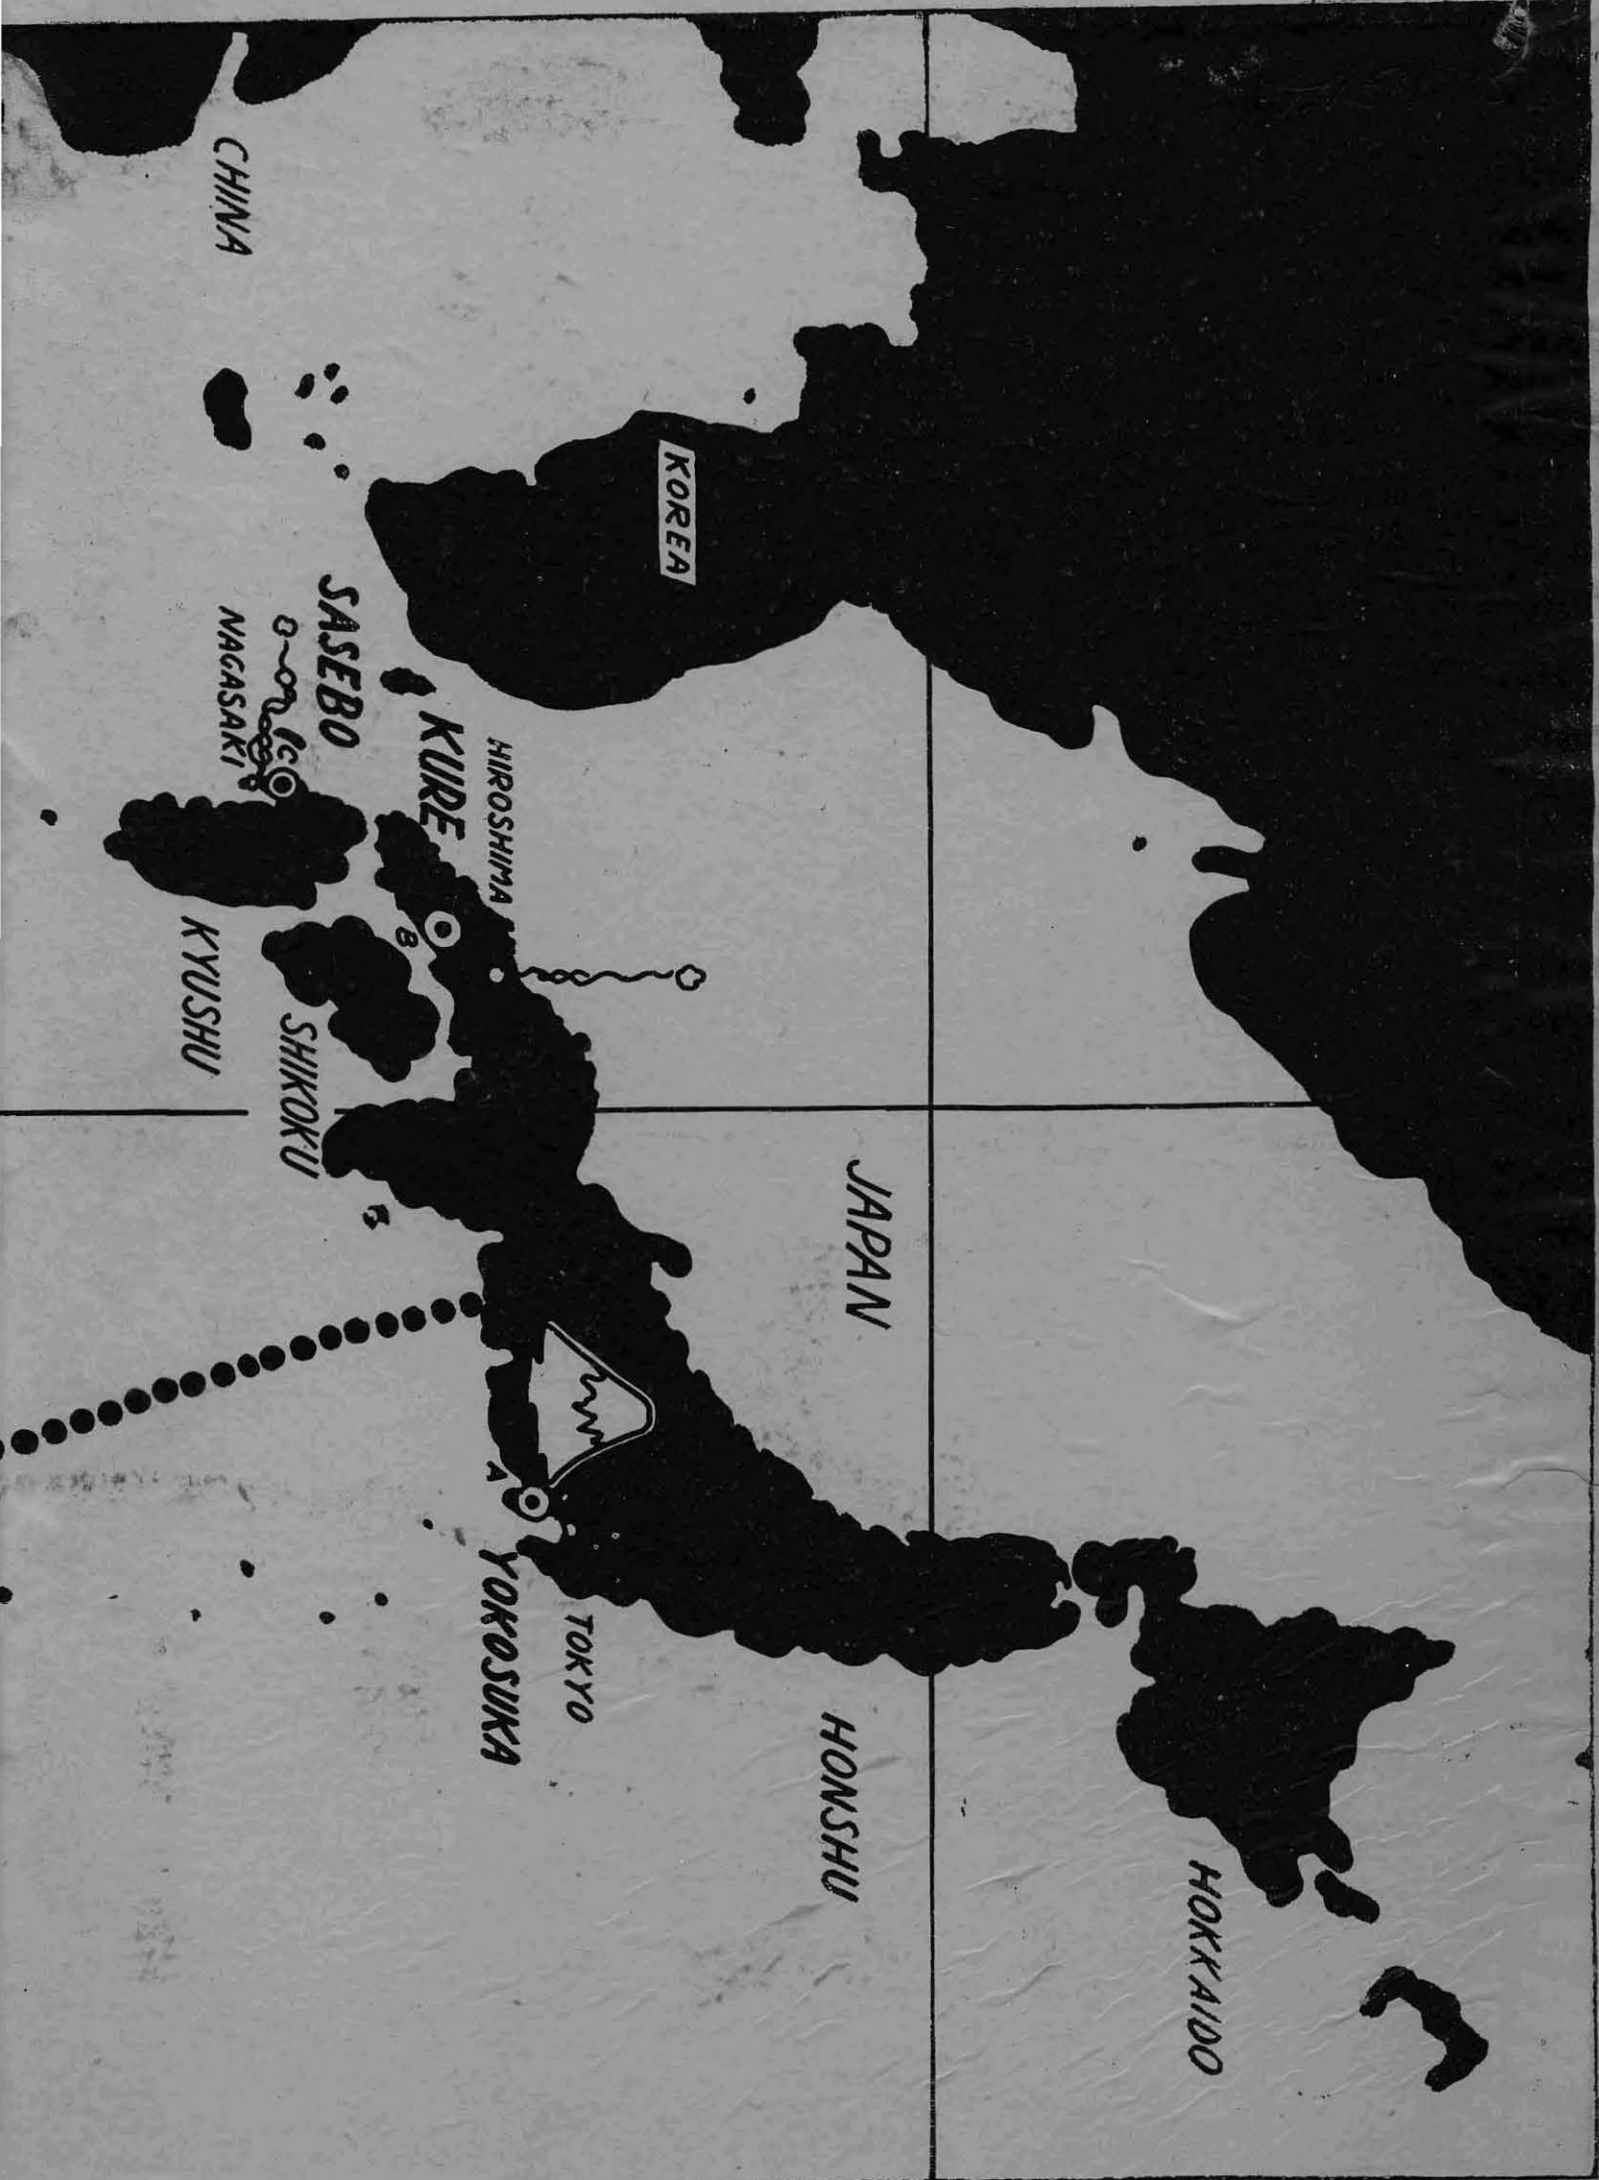 HOKKAIDO
JAPAN
HONSHU
KOREA
TOKYO
HIROSHIMA
YOKOSUKA
A
KURE
B
SASEBO
SHIKOKU
C
NAGASAKI
CHINA
KYUSHU